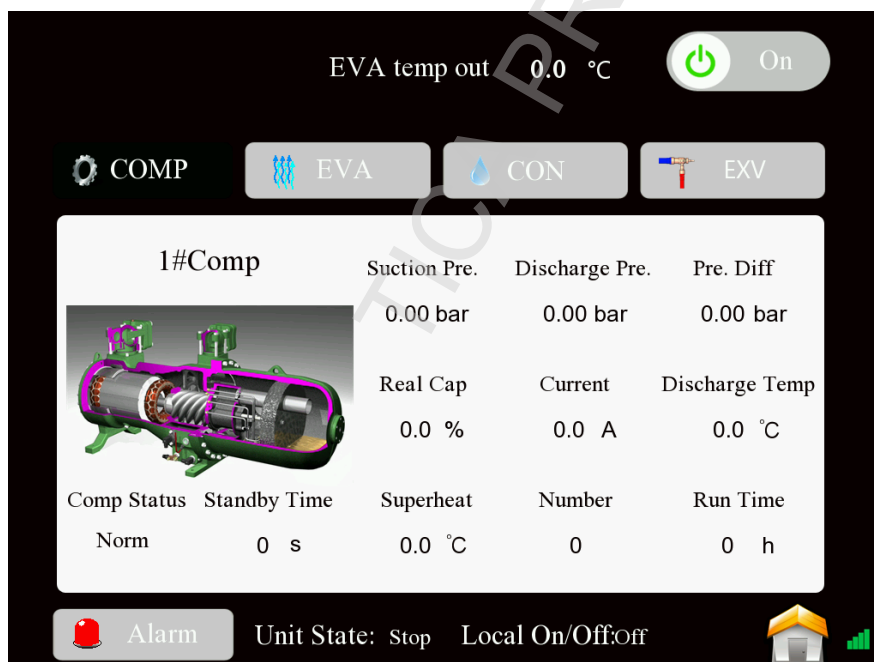 EVA temp out 0.0 °C On
COMP EVA CON EXV
1#Comp
Suction Pre. Discharge Pre. Pre. Diff
0.00 bar 0.00 bar 0.00 bar
Real Cap Current Discharge Temp
0.0 % 0.0 A 0.0 °C
Comp Status Standby Time Superheat Number Run Time
Norm 0 s 0.0 °C 0 0 h
Alarm Unit State: Stop Local On/Off:Off
TICA PR